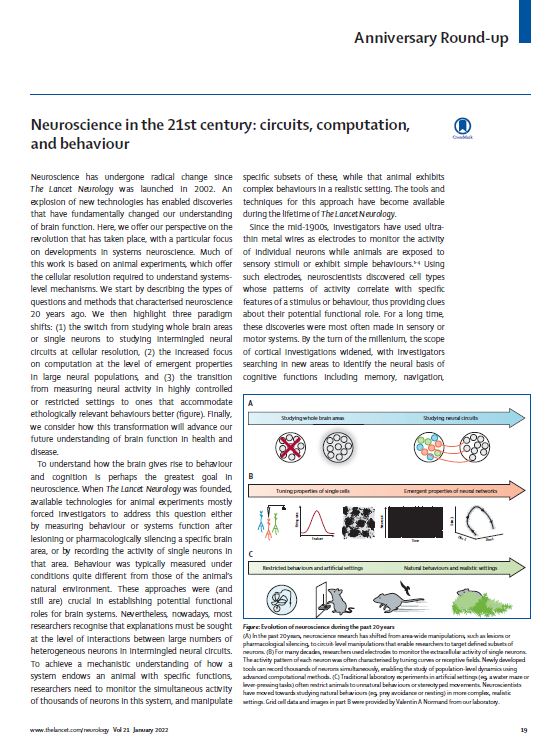 Anniversary Round-up
Neuroscience in the 21st century: circuits, computation,
and behaviour
CrossMark
Neuroscience has undergone radical change since
The Lancet Neurology was launched in 2002. An
explosion of new technologies has enabled discoveries
that have fundamentally changed our understanding
of brain function. Here, we offer our perspective on the
revolution that has taken place, with a particular focus
on developments in systems neuroscience. Much of
this work is based on animal experiments, which offer
the cellular resolution required to understand systems-
level mechanisms. We start by describing the types of
questions and methods that characterised neuroscience
20 years ago. We then highlight three paradigm
shifts: (1) the switch from studying whole brain areas
or single neurons to studying intermingled neural
circuits at cellular resolution, (2) the increased focus
on computation at the level of emergent properties
in large neural populations, and (3) the transition
from measuring neural activity in highly controlled
or restricted settings to ones that accommodate
ethologically relevant behaviours better (figure). Finally,
we consider how this transformation will advance our
future understanding of brain function in health and
disease.
To understand how the brain gives rise to behaviour
and cognition is perhaps the greatest goal in
neuroscience. When The Lancet Neurology was founded,
available technologies for animal experiments mostly
forced investigators to address this question either
by measuring behaviour or systems function after
lesioning or pharmacologically silencing a specific brain
area, or by recording the activity of single neurons in
that area. Behaviour was typically measured under
conditions quite different from those of the animal's
natural environment. These approaches were (and
still are) crucial in establishing potential functional
roles for brain systems. Nevertheless, nowadays, most
researchers recognise that explanations must be sought
at the level of interactions between large numbers of
heterogeneous neurons in intermingled neural circuits.
To achieve a mechanistic understanding of how a
system endows an animal with specific functions,
researchers need to monitor the simultaneous activity
of thousands of neurons in this system, and manipulate
specific subsets of these, while that animal exhibits
complex behaviours in a realistic setting. The tools and
techniques for this approach have become available
during the lifetime of The Lancet Neurology.
Since the mid-1900s, investigators have used ultra-
thin metal wires as electrodes to monitor the activity
of individual neurons while animals are exposed to
sensory stimuli or exhibit simple behaviours. Using
such electrodes, neuroscientists discovered cell types
whose patterns of activity correlate with specific
features of a stimulus or behaviour, thus providing clues
about their potential functional role. For a long time,
these discoveries were most often made in sensory or
motor systems. By the turn of the millenium, the scope
of cortical investigations widened, with investigators
searching in new areas to identify the neural basis of
cognitive functions including memory, navigation,
A
Studying whole brain areas
Studying neural circuits
B
Tuning properties of single cells
Emergent properties of neural networks
Feature
Time
C
Restricted behaviours and artificial settings
Natural behaviours and realistic settings
Figure: Evolution of neuroscience during the past 20 years
(A) In the past 20 years, neuroscience research has shifted from area-wide manipulations, such as lesions or
pharmacological silencing, to circuit-level manipulations that enable researchers to target defined subsets of
neurons. (B) For many decades, researchers used electrodes to monitor the extracellular activity of single neurons.
The activity pattern of each neuron was often characterised by tuning curves or receptive fields. Newly developed
tools can record thousands of neurons simultaneously, enabling the study of population-level dynamics using
advanced computational methods. (C) Traditional laboratory experiments in artificial settings (eg, a water maze or
lever-pressing tasks) often restrict animals to unnatural behaviours or stereotyped movements. Neuroscientists
have moved towards studying natural behaviours (eg, prey avoidance or nesting) in more complex, realistic
settings. Grid cell data and images in part B were provided by Valentin A Normand from our laboratory.
www.thelancet.com/neurology Vol 21 January 2022
19